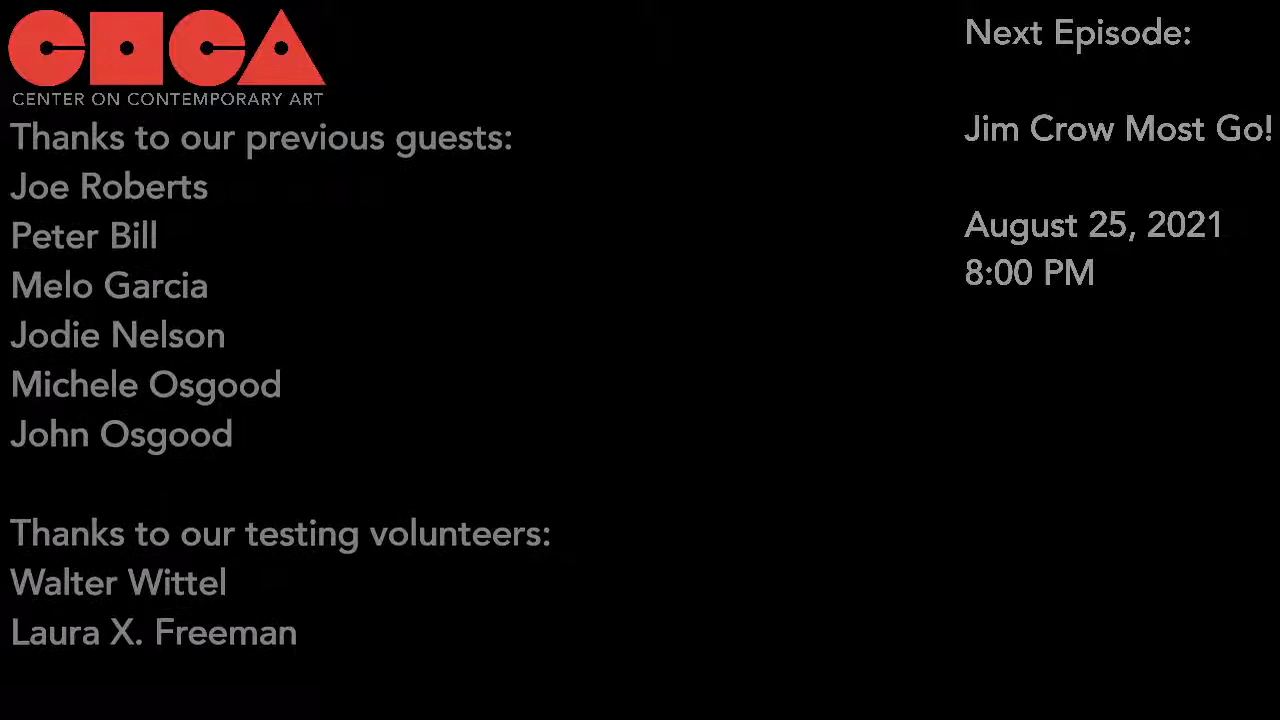 COCA
CENTER ON CONTEMPORARY ART
Thanks to our previous guests:
Joe Roberts
Peter Bill
Melo Garcia
Jodie Nelson
Michele Osgood
John Osgood
Thanks to our testing volunteers:
Walter Wittel
Laura X. Freeman
Next Episode:
Jim Crow Most Go!
August 25, 2021
8:00 PM